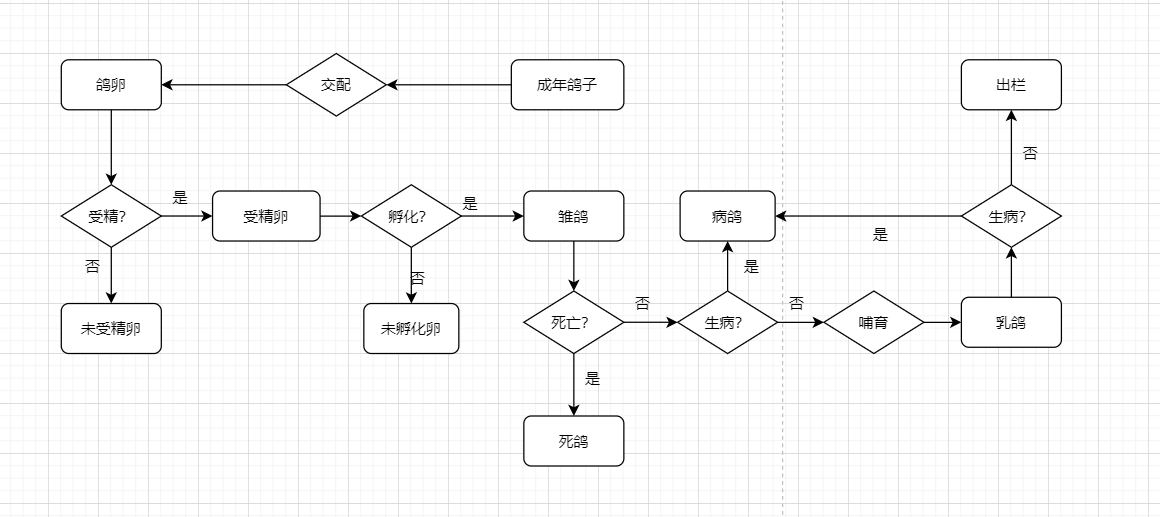 鸽卵
交配
成年鸽子
出栏
否
受精?
是
受精卵
孵化?
是
雏鸽
病鸽
是
生病?
否
否
是
未受精卵
未孵化卵
死亡?
否
生病?
否
哺育
乳鸽
是
死鸽